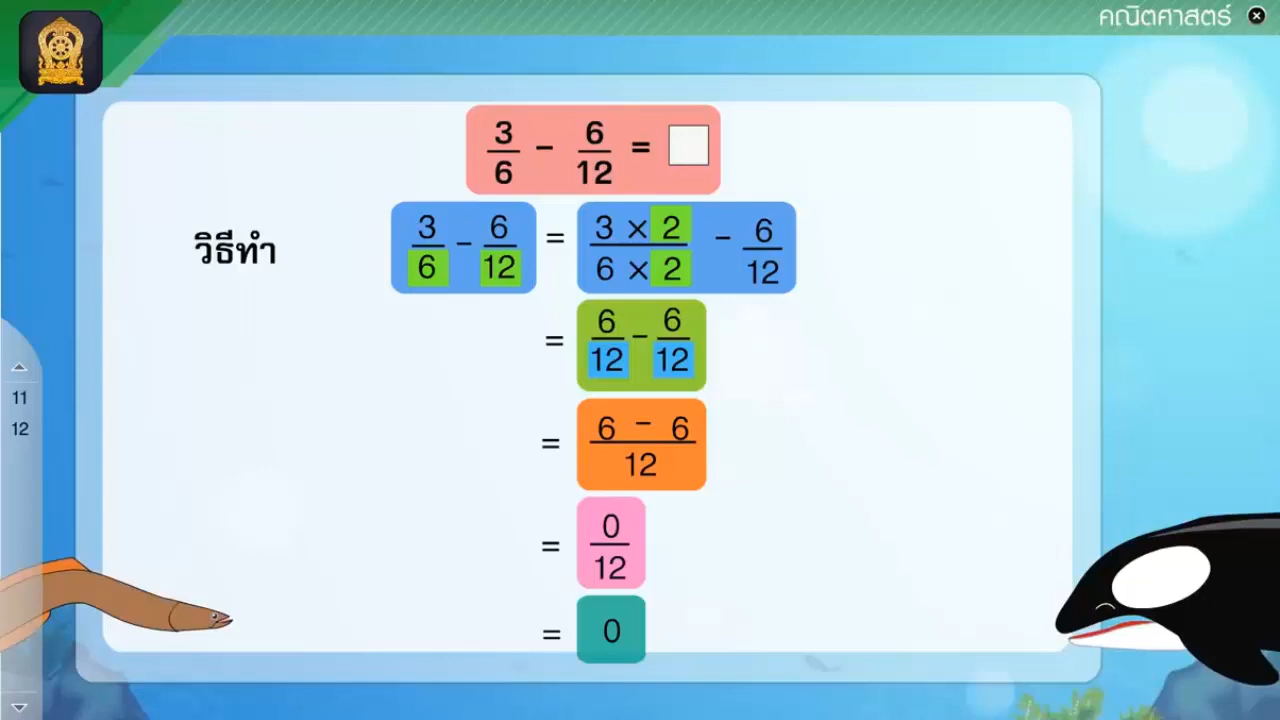 คณิตศาสตร์
3/6 - 6/12 = □
วิธีทำ 3/6 - 6/12 = (3 × 2)/(6 × 2) - 6/12
= 6/12 - 6/12
= (6 - 6)/12
= 0/12
= 0
11
12